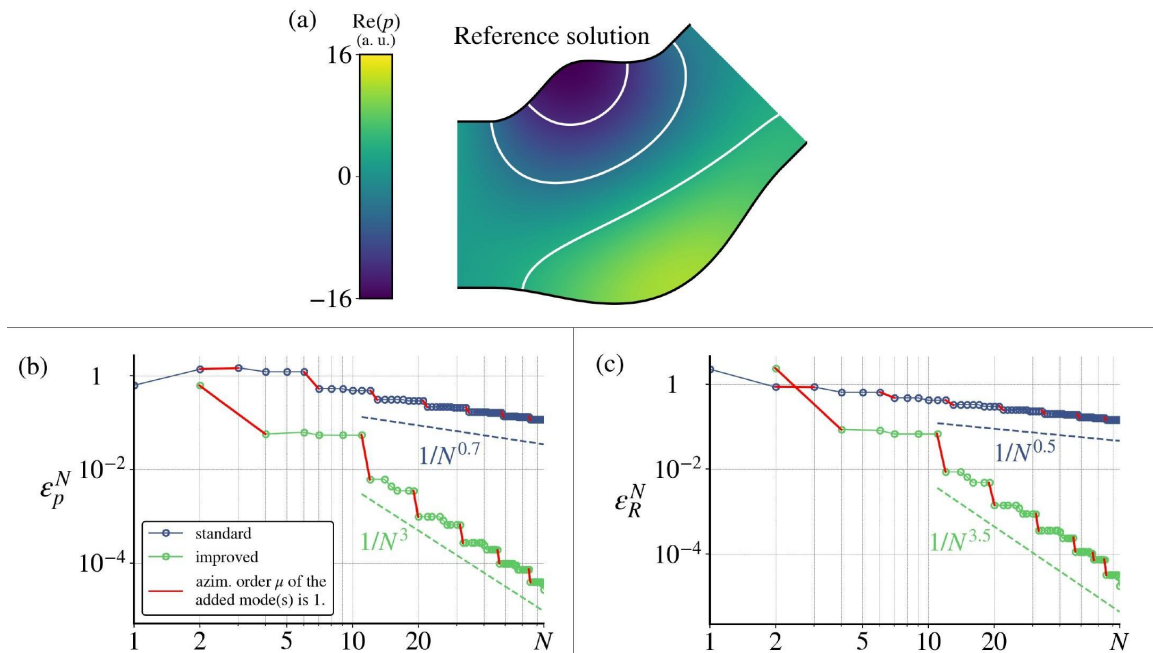 (a)
Re(p)
(a. u.)
16
0
−16
Reference solution
(b)
1
10⁻²
10⁻⁴
ε_p^N
1/N^0.7
1/N^3
standard
improved
azim. order μ of the
added mode(s) is 1.
1 2 5 10 20 N
(c)
1
10⁻²
10⁻⁴
ε_R^N
1/N^0.5
1/N^3.5
1 2 5 10 20 N